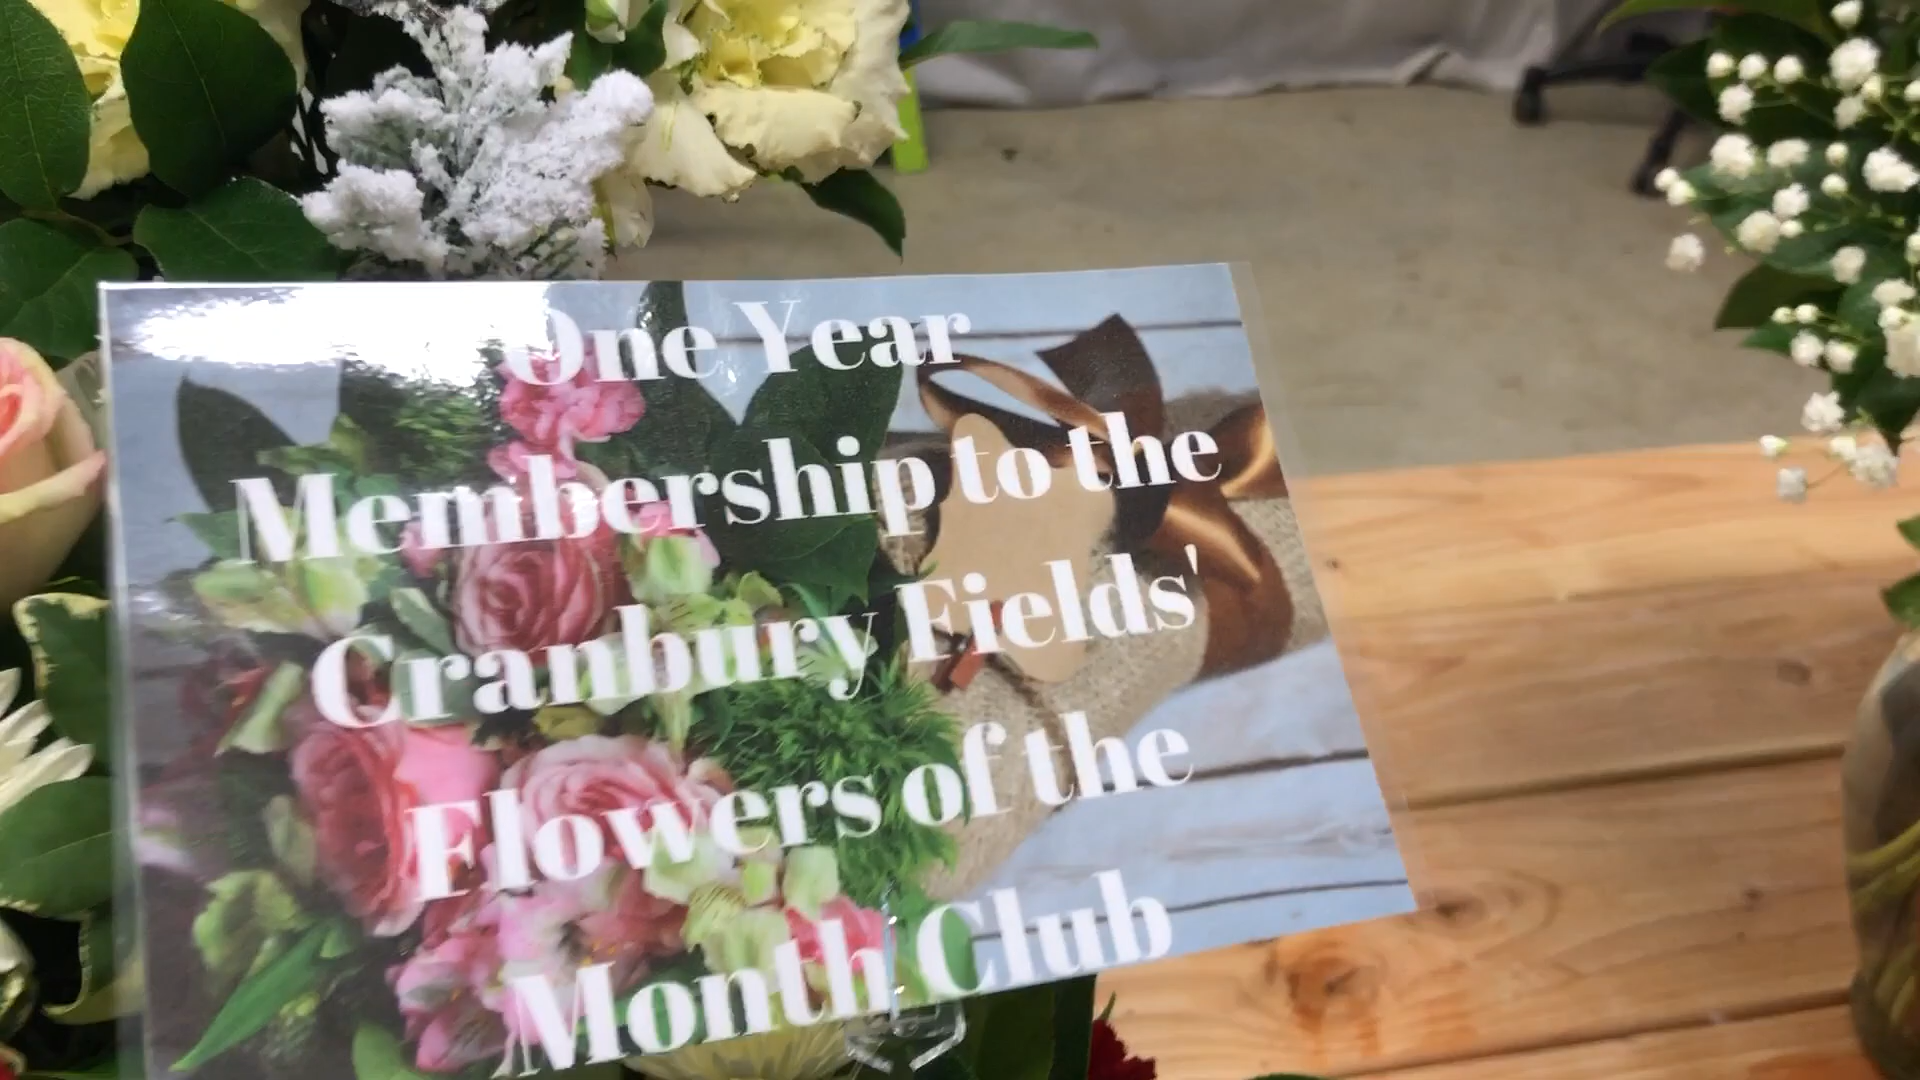 One Year
Membership to the
Cranbury Fields'
Flowers of the
Month Club